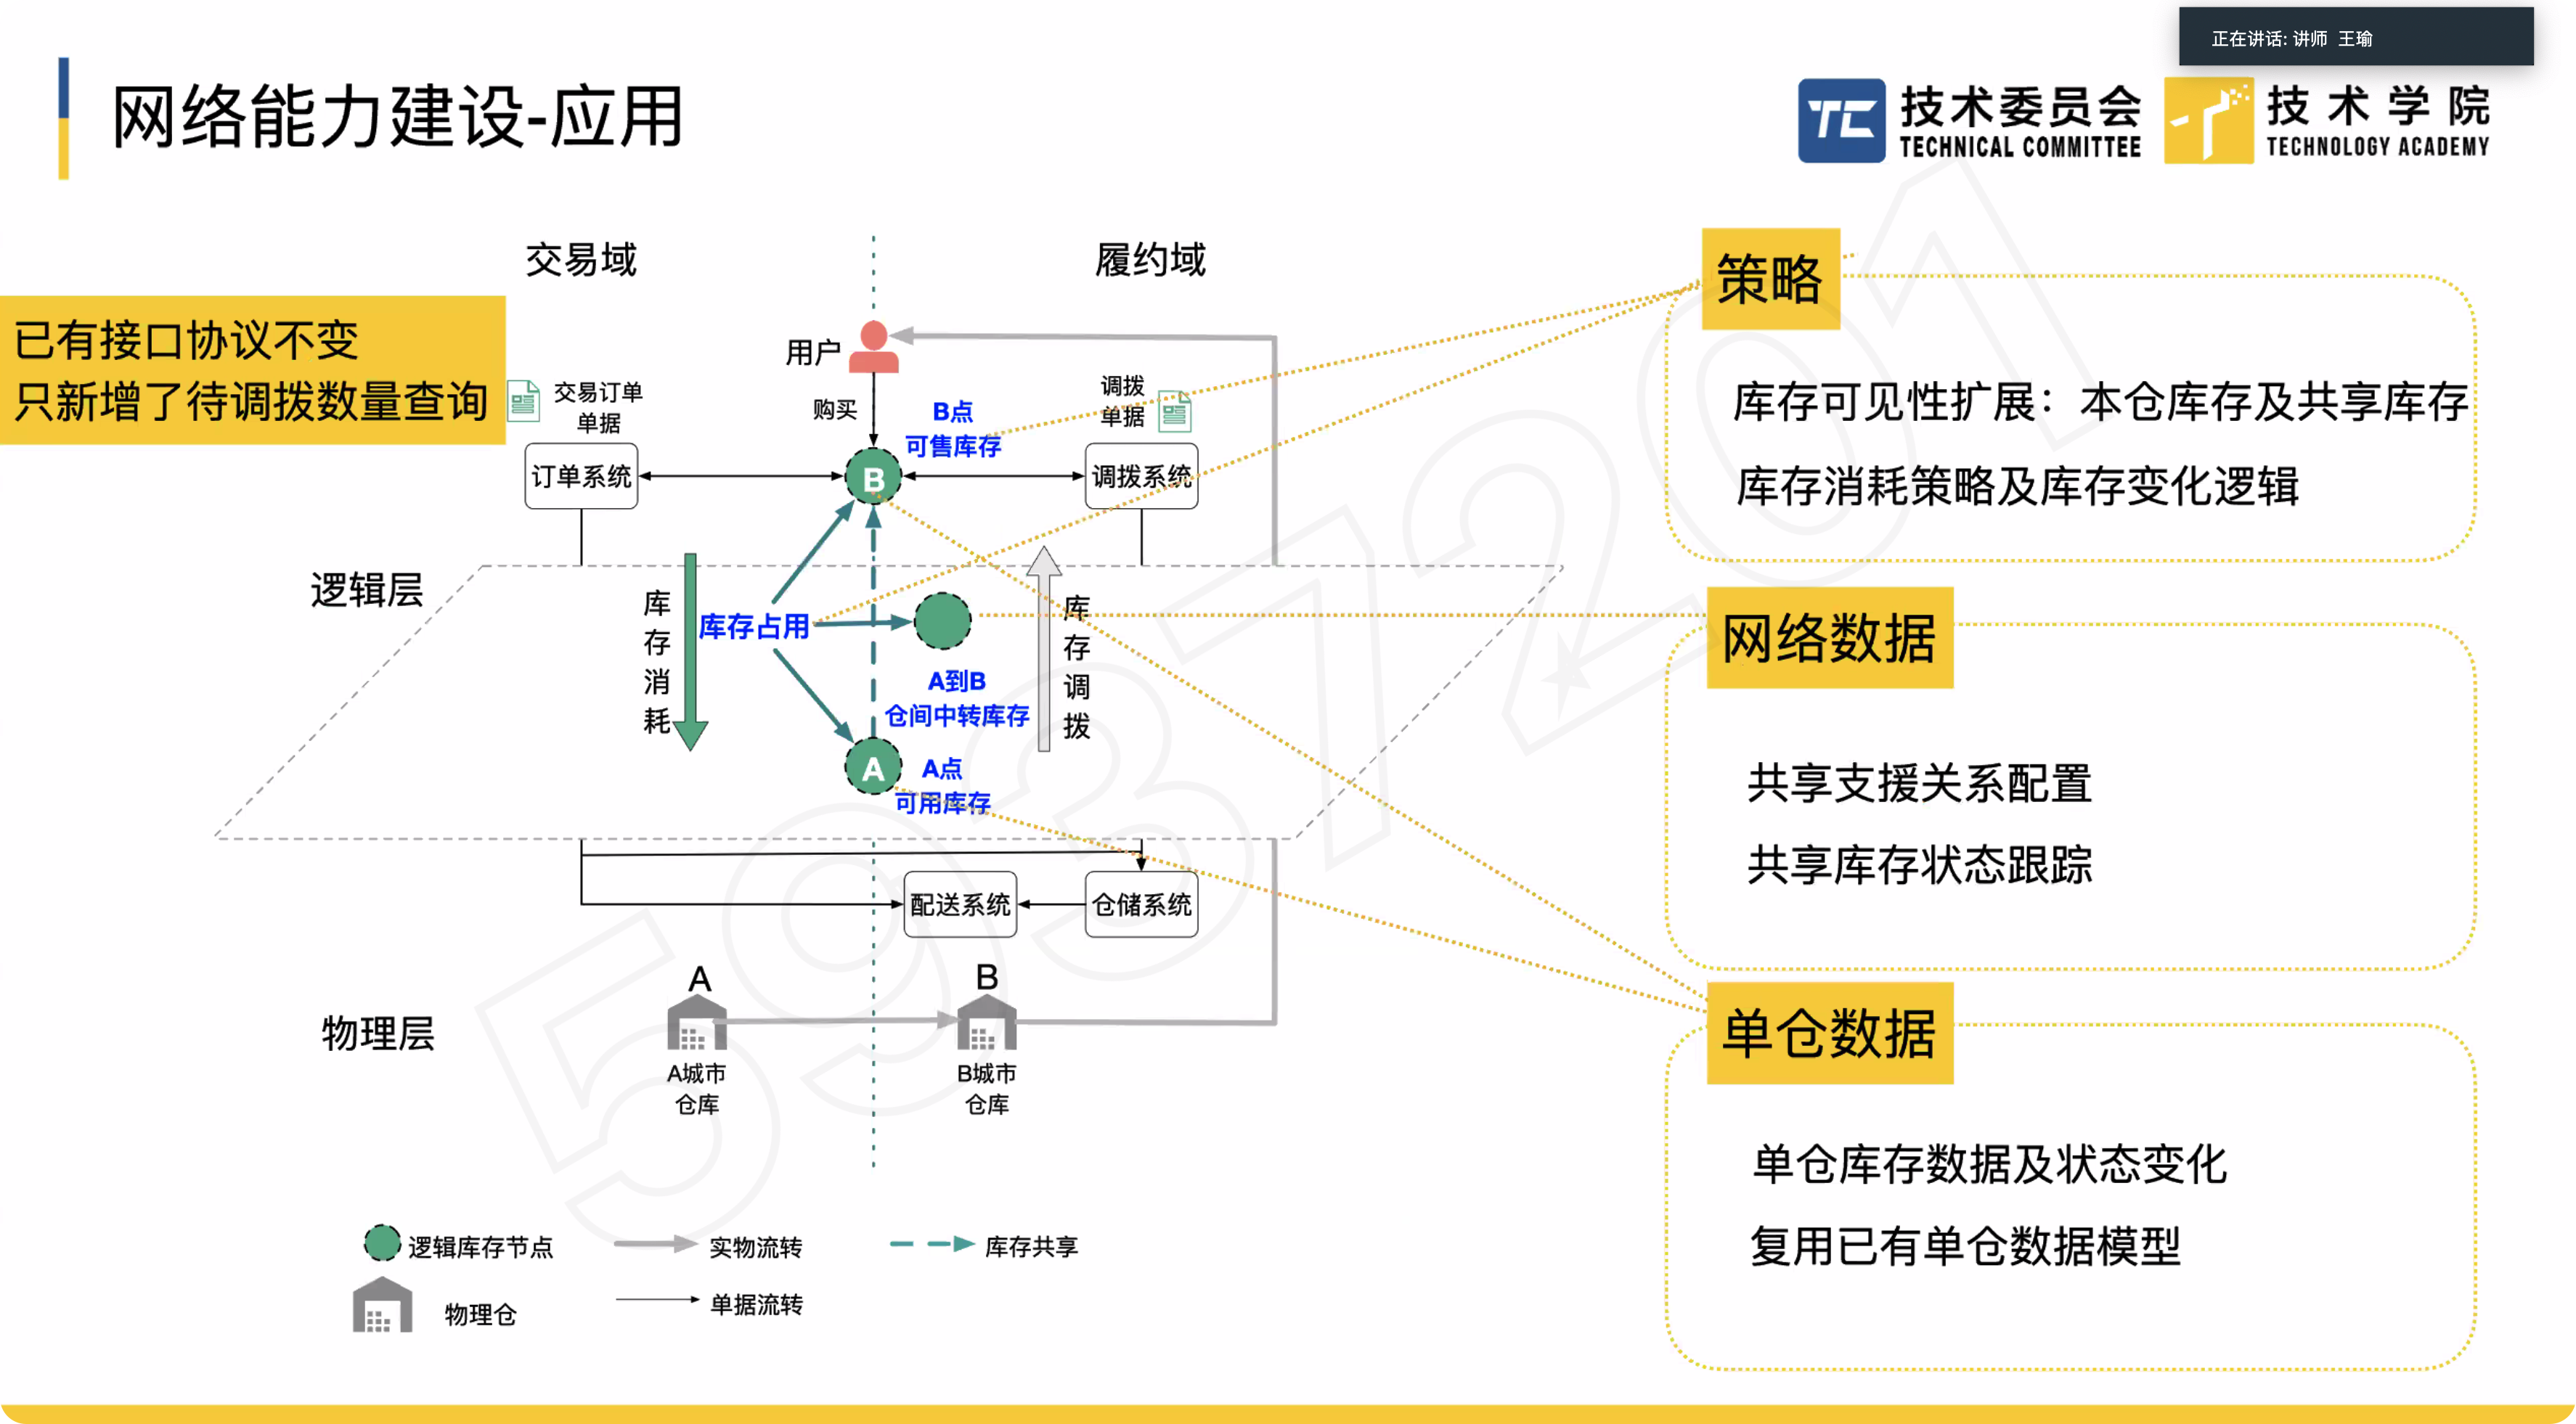 正在讲话: 讲师 王瑜
网络能力建设-应用
TC
技术委员会
TECHNICAL COMMITTEE
技术学院
TECHNOLOGY ACADEMY
交易域
履约域
已有接口协议不变
只新增了待调拨数量查询
用户
购买
交易订单
单据
B点
可售库存
调拨
单据
订单系统
B
调拨系统
逻辑层
库存消耗
库存占用
库存调拨
A到B
仓间中转库存
A
A点
可用库存
配送系统
仓储系统
物理层
A
B
A城市
仓库
B城市
仓库
逻辑库存节点
实物流转
库存共享
物理仓
单据流转
策略
库存可见性扩展：本仓库存及共享库存
库存消耗策略及库存变化逻辑
网络数据
共享支援关系配置
共享库存状态跟踪
单仓数据
单仓库存数据及状态变化
复用已有单仓数据模型
59937201